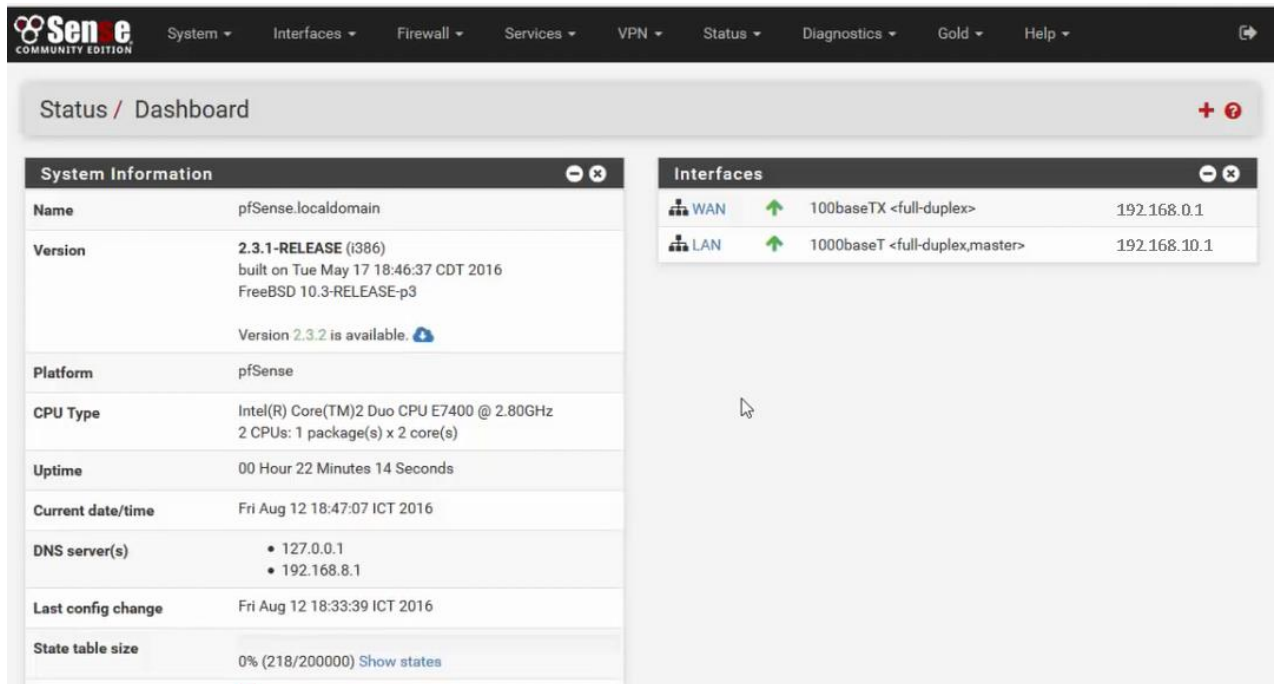 Sense
COMMUNITY EDITION
System Interfaces Firewall Services VPN Status Diagnostics Gold Help
Status / Dashboard
System Information
Name pfSense.localdomain
Version 2.3.1-RELEASE (i386)
built on Tue May 17 18:46:37 CDT 2016
FreeBSD 10.3-RELEASE-p3
Version 2.3.2 is available.
Platform pfSense
CPU Type Intel(R) Core(TM)2 Duo CPU E7400 @ 2.80GHz
2 CPUs: 1 package(s) x 2 core(s)
Uptime 00 Hour 22 Minutes 14 Seconds
Current date/time Fri Aug 12 18:47:07 ICT 2016
DNS server(s) • 127.0.0.1
• 192.168.8.1
Last config change Fri Aug 12 18:33:39 ICT 2016
State table size
0% (218/200000) Show states
Interfaces
WAN 100baseTX <full-duplex> 192.168.0.1
LAN 1000baseT <full-duplex,master> 192.168.10.1